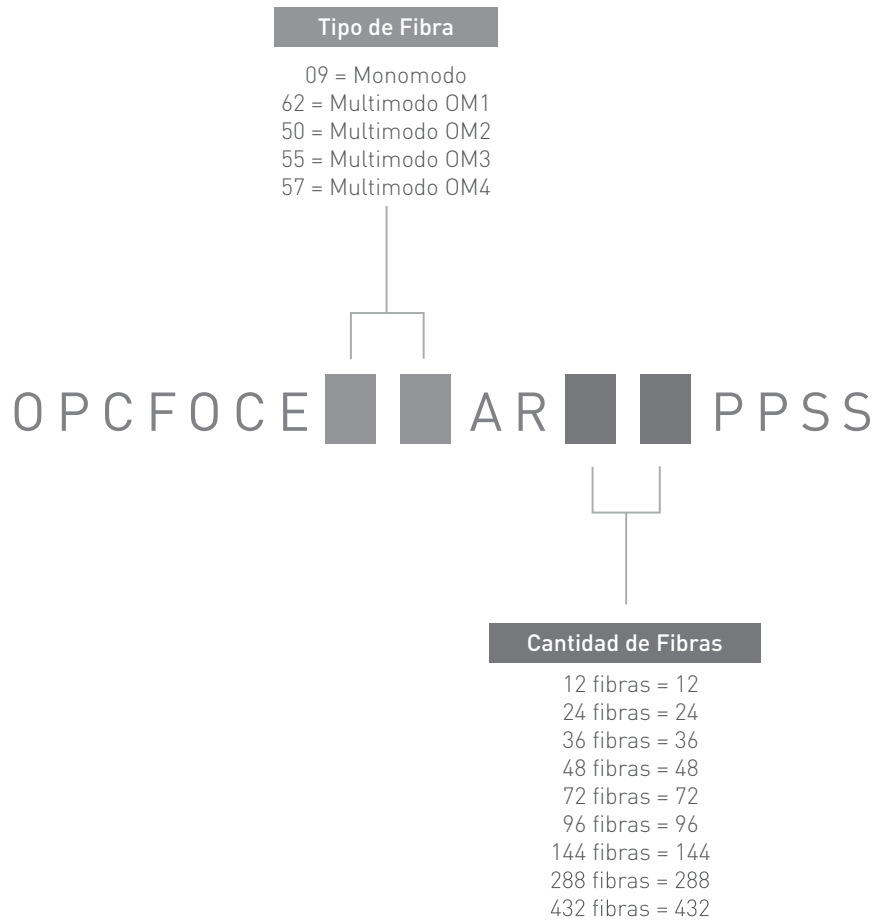 Tipo de Fibra
09 = Monomodo
62 = Multimodo OM1
50 = Multimodo OM2
55 = Multimodo OM3
57 = Multimodo OM4
OPCFOCE AR PPSS
Cantidad de Fibras
12 fibras = 12
24 fibras = 24
36 fibras = 36
48 fibras = 48
72 fibras = 72
96 fibras = 96
144 fibras = 144
288 fibras = 288
432 fibras = 432